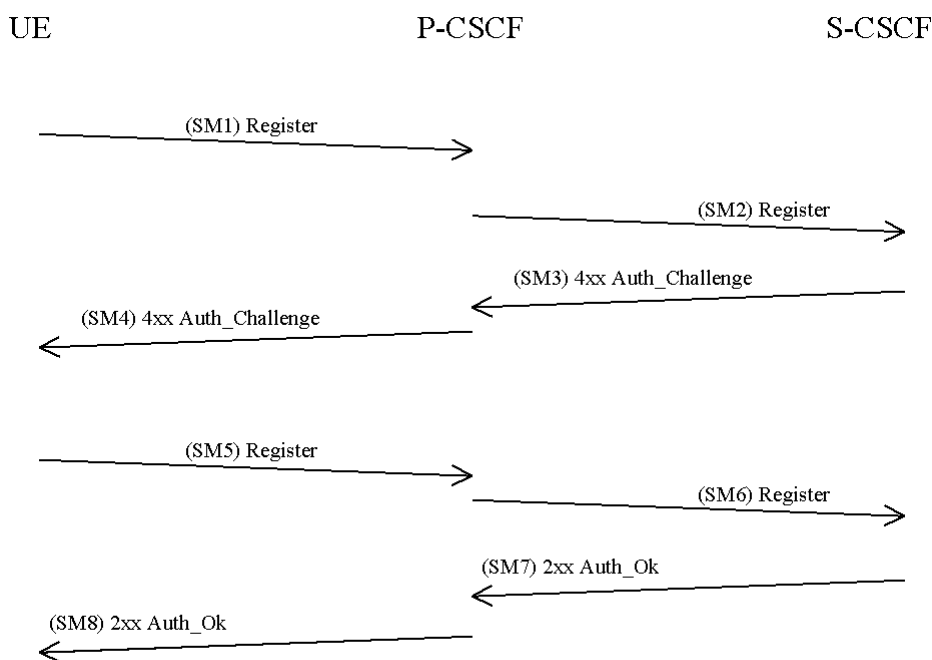 UE P-CSCF S-CSCF
(SM1) Register
(SM2) Register
(SM3) 4xx Auth_Challenge
(SM4) 4xx Auth_Challenge
(SM5) Register
(SM6) Register
(SM7) 2xx Auth_Ok
(SM8) 2xx Auth_Ok